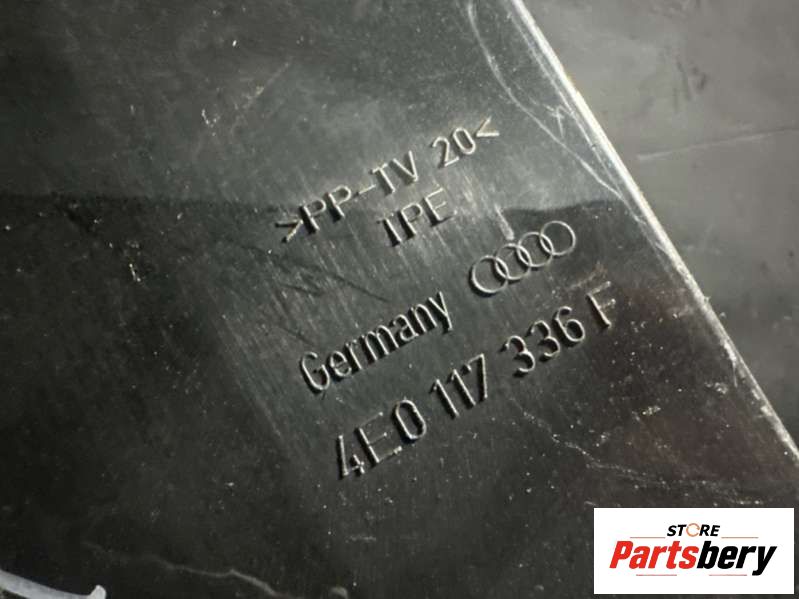 >PP-TV 20<
IPE
Germany
4E0 117 336 F
STORE
Partsbery